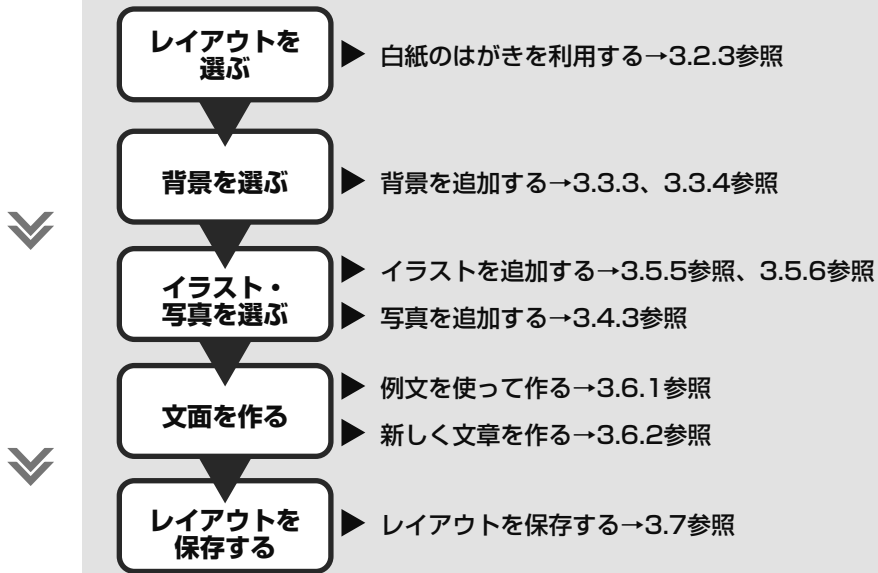 レイアウトを
選ぶ
▶ 白紙のはがきを利用する→3.2.3参照
背景を選ぶ
▶ 背景を追加する→3.3.3、3.3.4参照
イラスト・
写真を選ぶ
▶ イラストを追加する→3.5.5参照、3.5.6参照
▶ 写真を追加する→3.4.3参照
文面を作る
▶ 例文を使って作る→3.6.1参照
▶ 新しく文章を作る→3.6.2参照
レイアウトを
保存する
▶ レイアウトを保存する→3.7参照